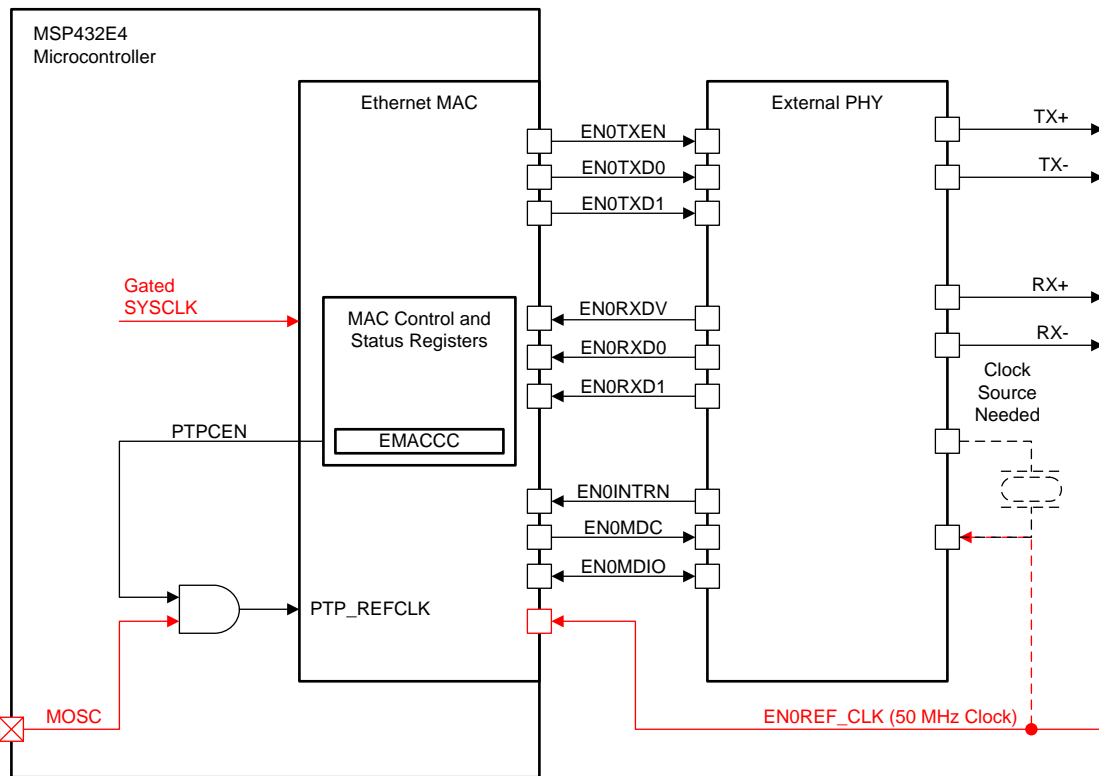 MSP432E4
Microcontroller
Ethernet MAC
External PHY
EN0TXEN
EN0TXD0
EN0TXD1
TX+
TX-
Gated
SYSCLK
MAC Control and
Status Registers
EN0RXDV
EN0RXD0
EN0RXD1
RX+
RX-
Clock
Source
Needed
PTPCEN
EMACCC
EN0INTRN
EN0MDC
EN0MDIO
PTP_REFCLK
MOSC
EN0REF_CLK (50 MHz Clock)